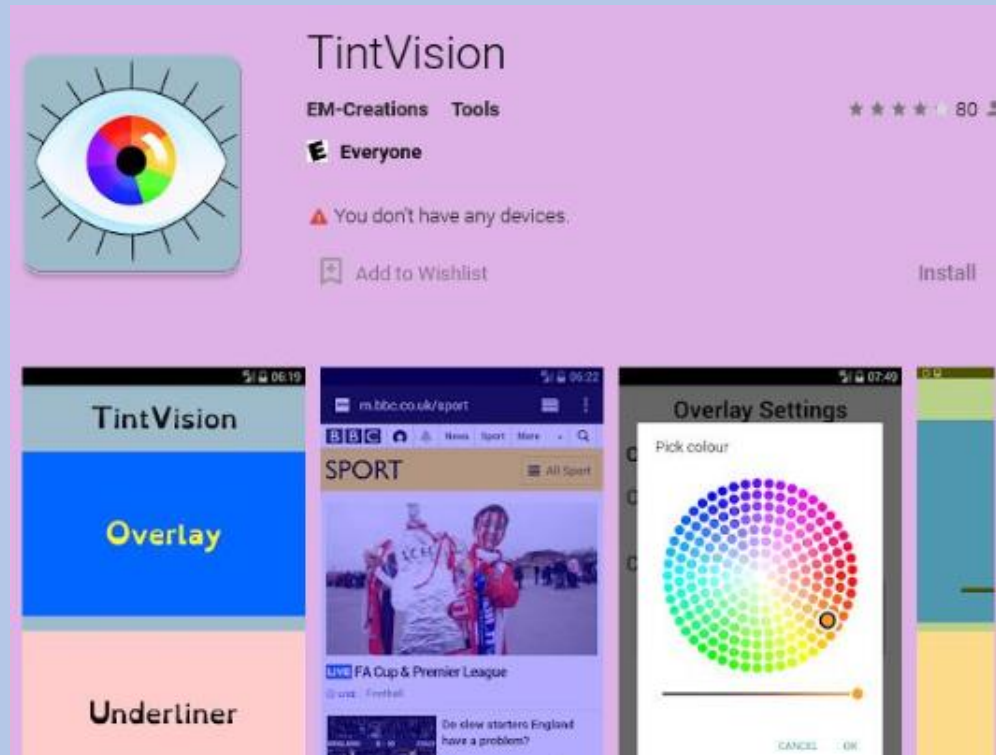 TintVision
EM-Creations Tools
80
E Everyone
You don't have any devices.
Add to Wishlist
Install
06:19
TintVision
Overlay
Underliner
06:22
m.bbc.co.uk/sport
BBC News Sport More
SPORT All Sport
LIVE FA Cup & Premier League
LIVE Football
Do slow starters England
have a problem?
07:49
Overlay Settings
C
Pick colour
C
C
CANCEL OK